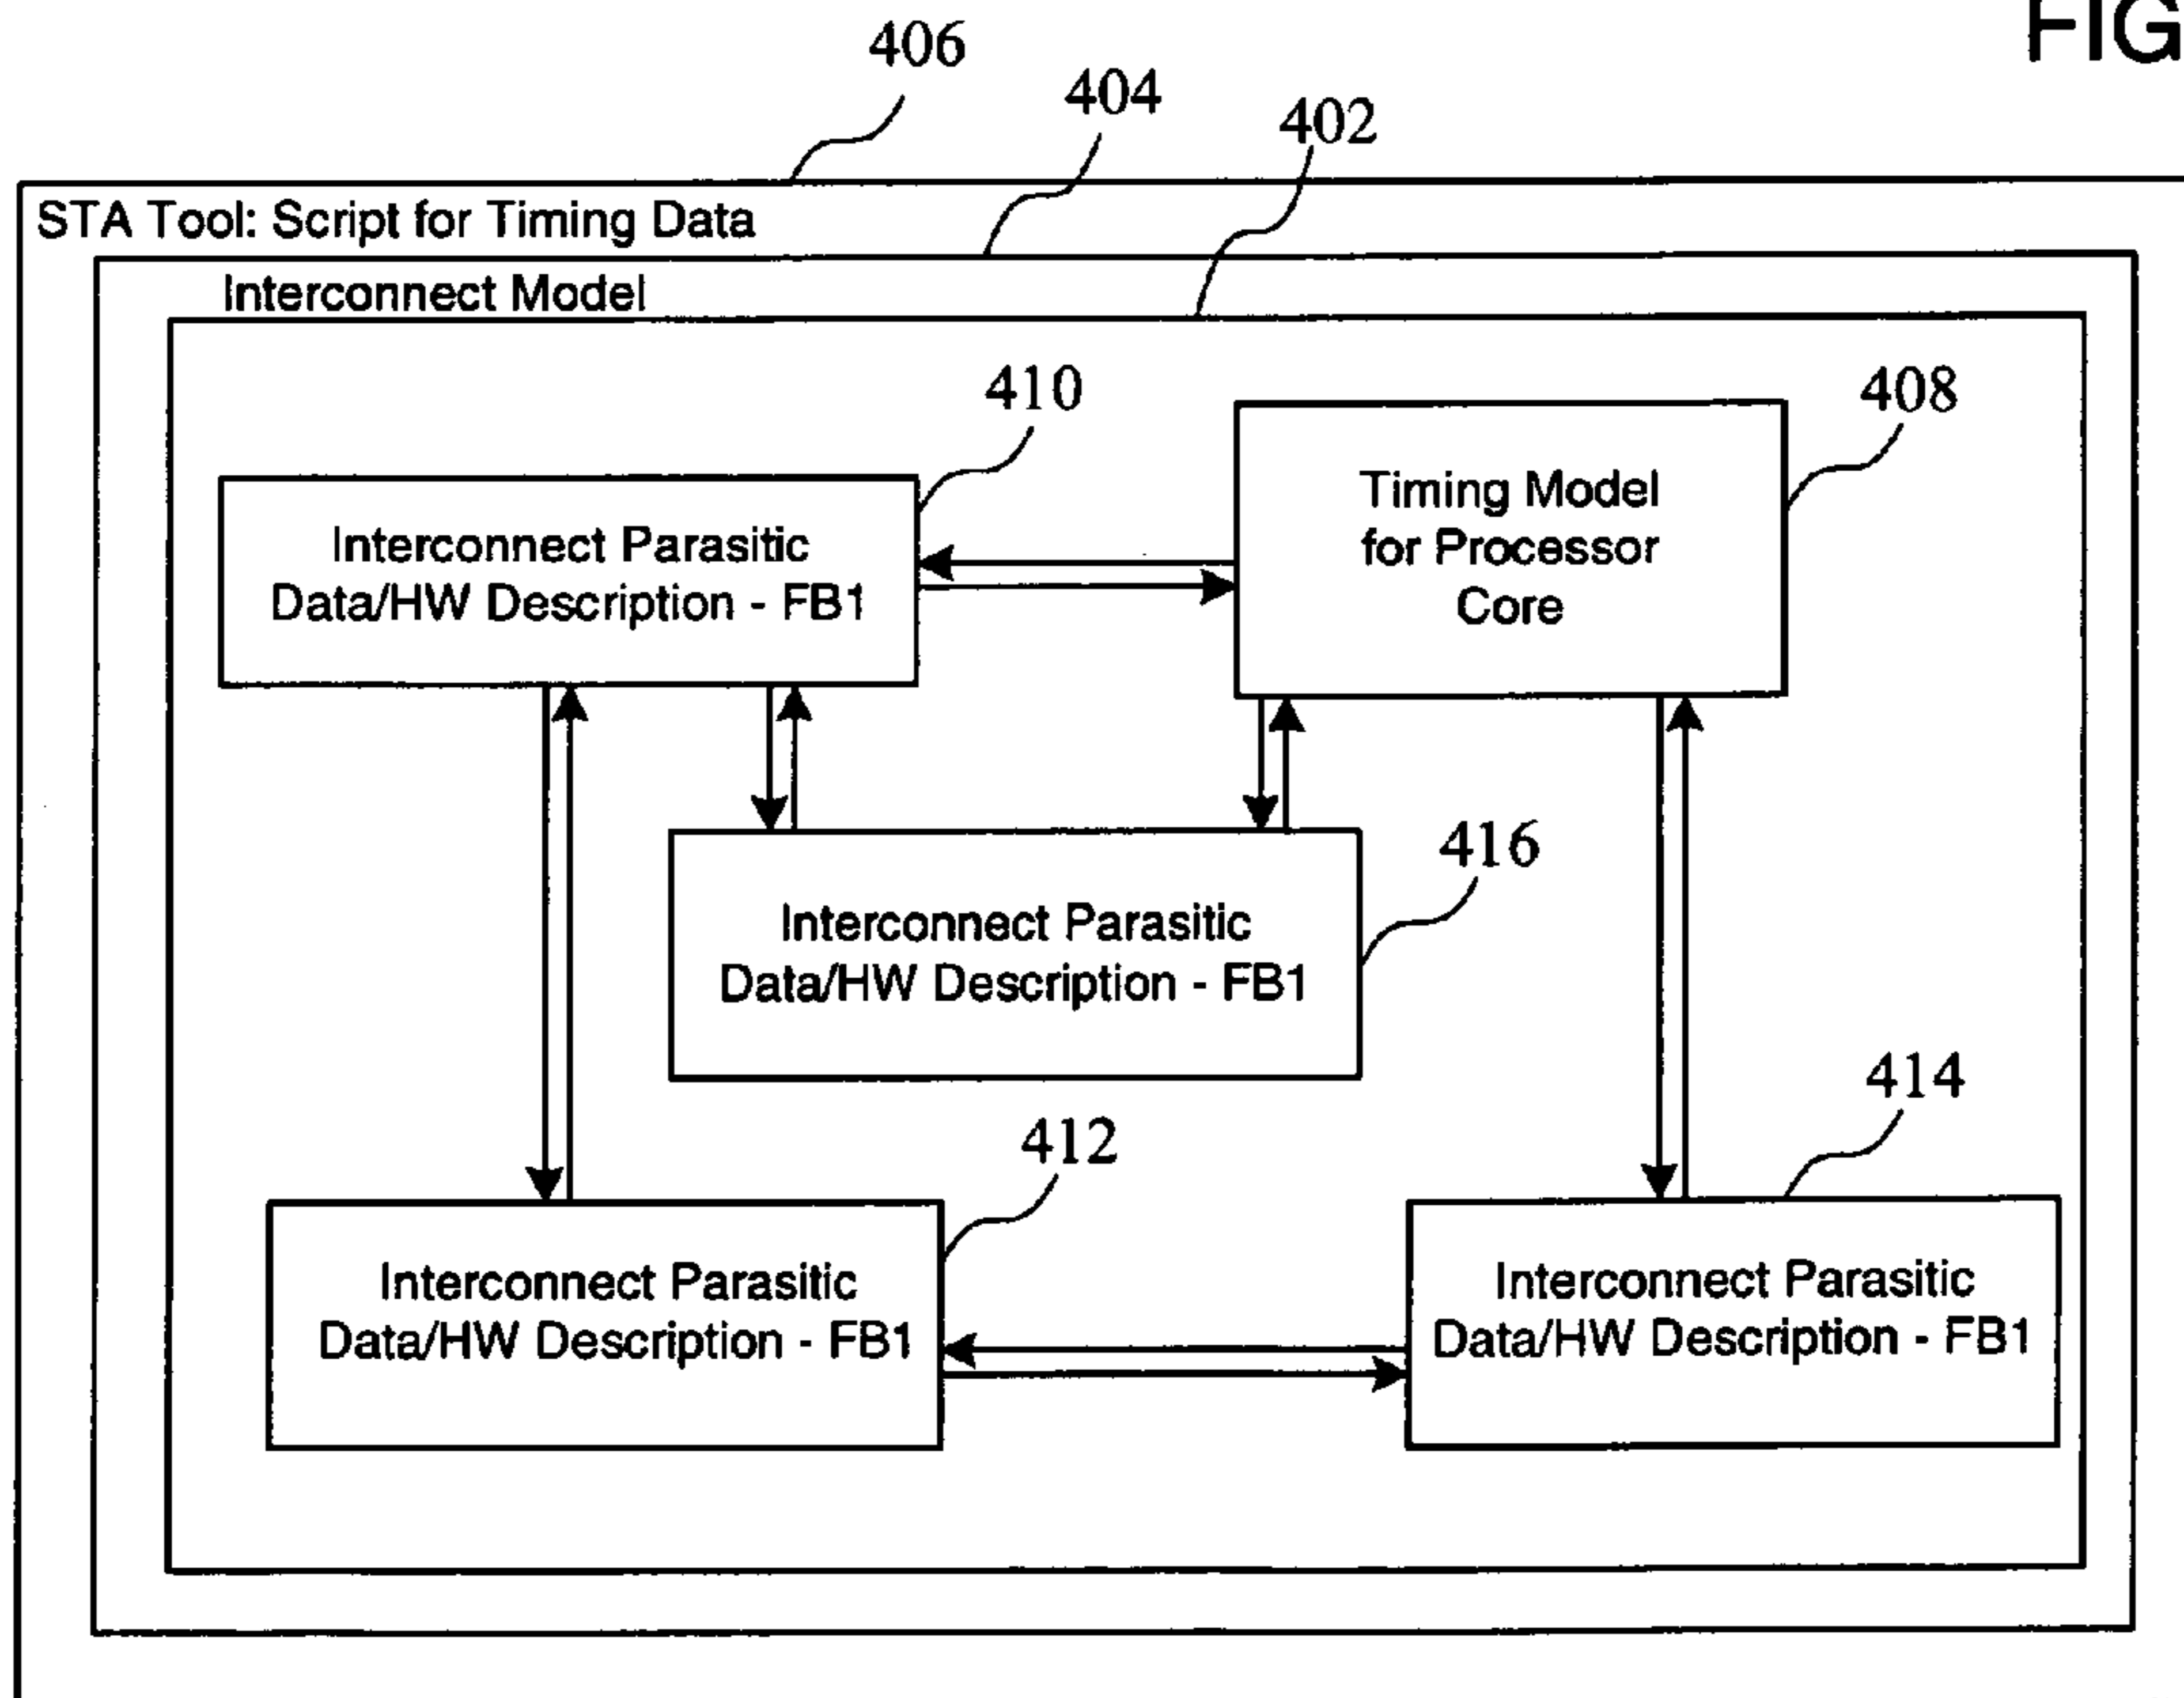 FIG
406
404
402
STA Tool: Script for Timing Data
Interconnect Model
410
408
Timing Model
for Processor
Core
Interconnect Parasitic
Data/HW Description - FB1
416
Interconnect Parasitic
Data/HW Description - FB1
414
412
Interconnect Parasitic
Data/HW Description - FB1
Interconnect Parasitic
Data/HW Description - FB1